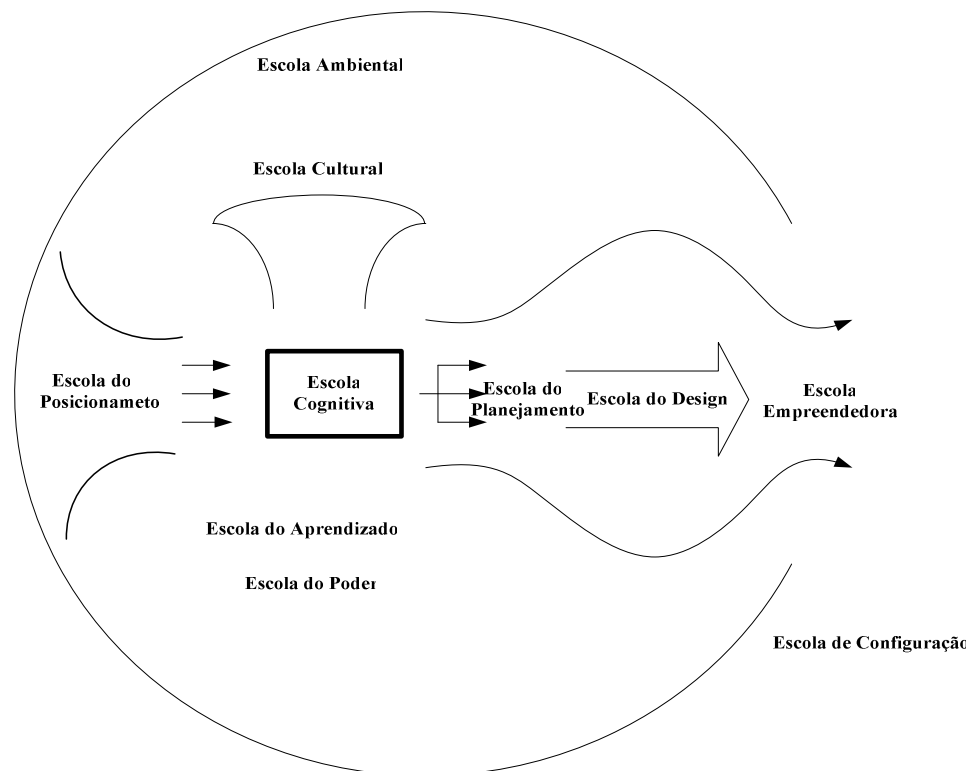 Escola Ambiental
Escola Cultural
Escola do
Posicionameto
Escola
Cognitiva
Escola do
Planejamento
Escola do Design
Escola
Empreendedora
Escola do Aprendizado
Escola do Poder
Escola de Configuração